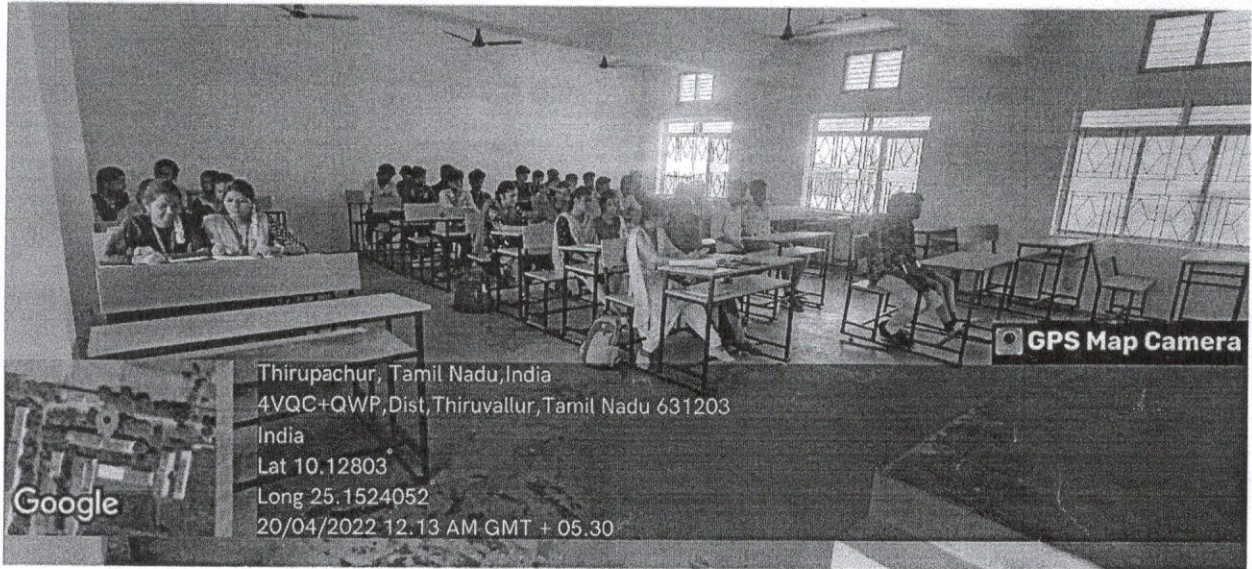 GPS Map Camera
Thirupachur, Tamil Nadu,India
4VQC+QWP,Dist,Thiruvallur,Tamil Nadu 631203
India
Lat 10.12803°
Long 25.1524052
20/04/2022 12.13 AM GMT + 05.30
Google